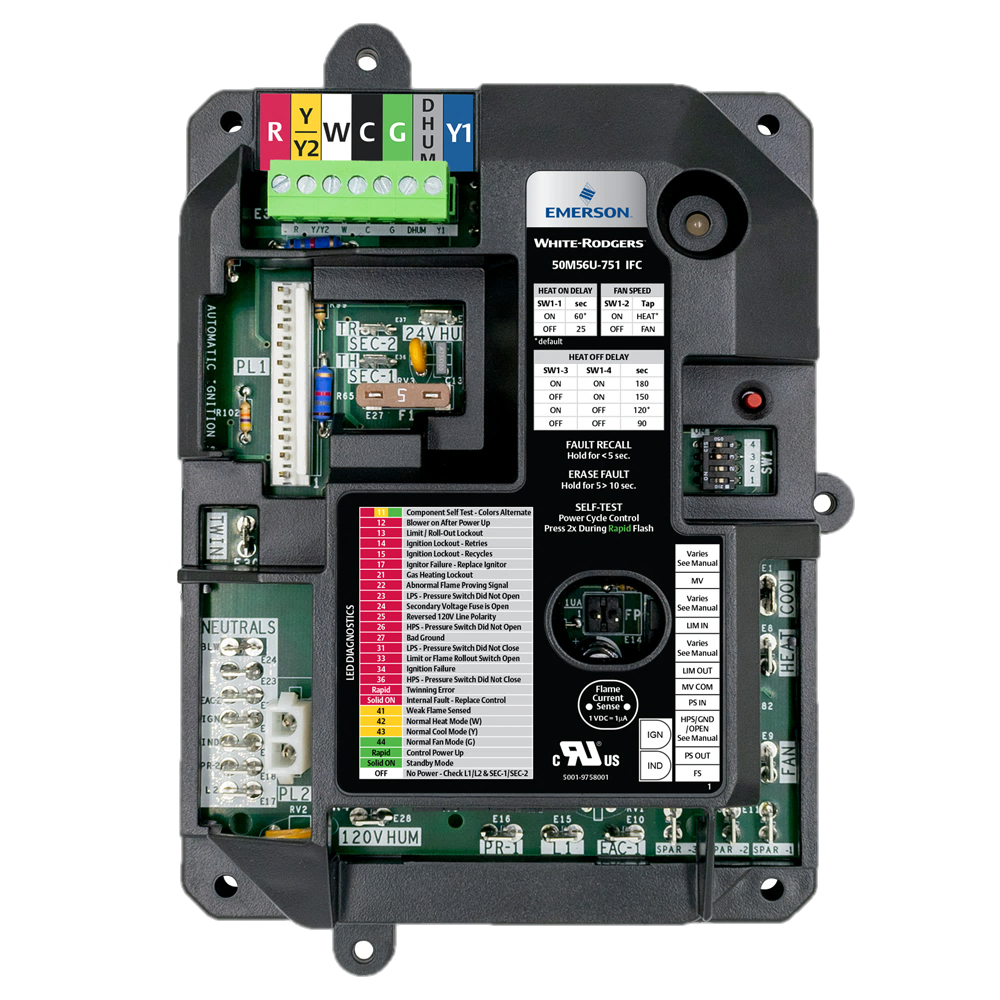 R
Y
Y2
W
C
G
DHUM
Y1
R Y/Y2 W C G DHUM Y1
EMERSON
WHITE-RODGERS
50M56U-751 IFC
HEAT ON DELAY
SW1-1 sec
ON 60*
OFF 25
FAN SPEED
SW1-2 Tap
ON HEAT*
OFF FAN
*default
HEAT OFF DELAY
SW1-3 SW1-4 sec
ON ON 180
OFF ON 150
ON OFF 120*
OFF OFF 90
FAULT RECALL
Hold for < 5 sec.
ERASE FAULT
Hold for 5 > 10 sec.
SELF-TEST
Power Cycle Control
Press 2x During Rapid Flash
AUTOMATIC IGNITION
PL1
R102
TR
SEC-2
TH
SEC-1
E37
E36
24V HU
RV3
C13
R65
5
E27
F1
ON
4
3
2
1
SW1
TWIN
LED DIAGNOSTICS
11 Component Self Test - Colors Alternate
12 Blower on After Power Up
13 Limit / Roll-Out Lockout
14 Ignition Lockout - Retries
15 Ignition Lockout - Recycles
17 Ignitor Failure - Replace Ignitor
21 Gas Heating Lockout
22 Abnormal Flame Proving Signal
23 LPS - Pressure Switch Did Not Open
24 Secondary Voltage Fuse is Open
25 Reversed 120V Line Polarity
26 HPS - Pressure Switch Did Not Open
27 Bad Ground
31 LPS - Pressure Switch Did Not Close
33 Limit or Flame Rollout Switch Open
34 Ignition Failure
36 HPS - Pressure Switch Did Not Close
Rapid Twinning Error
Solid ON Internal Fault - Replace Control
41 Weak Flame Sensed
42 Normal Heat Mode (W)
43 Normal Cool Mode (Y)
44 Normal Fan Mode (G)
Rapid Control Power Up
Solid ON Standby Mode
OFF No Power - Check L1/L2 & SEC-1/SEC-2
1UA
FP
E14
Flame
Current
Sense
1 VDC = 1µA
C UR ® US
5001-9758001
IGN
IND
Varies
See Manual
MV
Varies
See Manual
LIM IN
Varies
See Manual
LIM OUT
MV COM
PS IN
HPS/GND
/OPEN
See Manual
PS OUT
FS
1
E1
COOL
E8
HEAT
E9
FAN
NEUTRALS
BLW
E24
E23
EAC2
IGN
IND
PR-2
E18
L2
E17
PL2
RV2
E28
120V HUM
E16
PR-1
E15
L1
E10
EAC-1
RV1
E11
SPAR -3
SPAR -2
SPAR -1